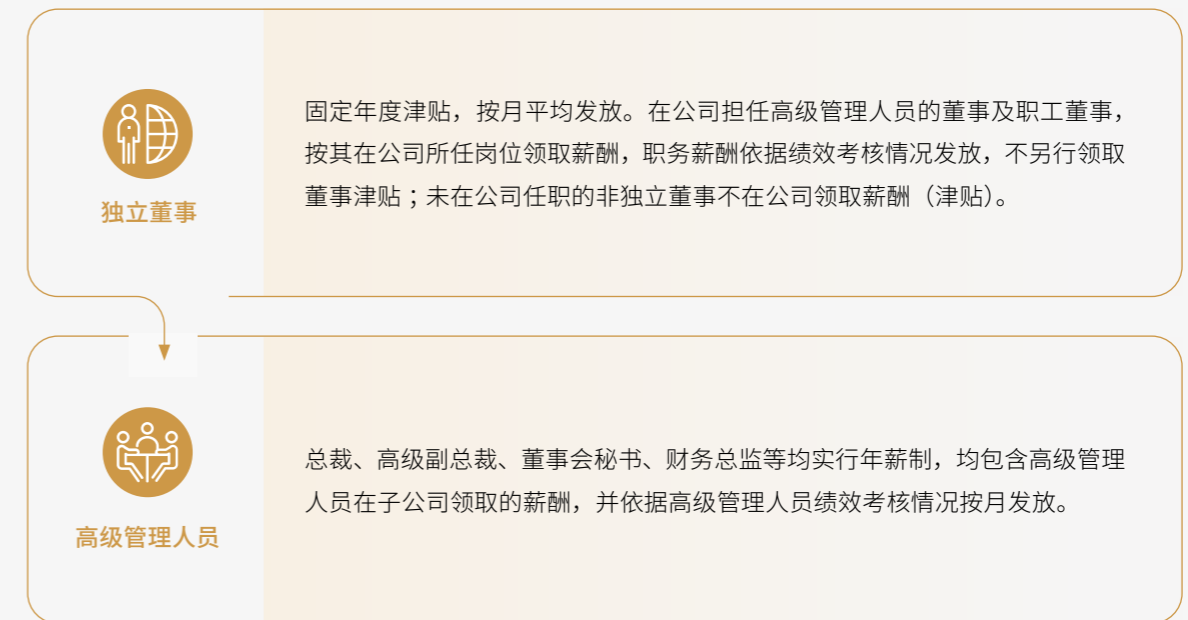 独立董事
固定年度津贴，按月平均发放。在公司担任高级管理人员的董事及职工董事，
按其在公司所任岗位领取薪酬，职务薪酬依据绩效考核情况发放，不另行领取
董事津贴；未在公司任职的非独立董事不在公司领取薪酬（津贴）。
高级管理人员
总裁、高级副总裁、董事会秘书、财务总监等均实行年薪制，均包含高级管理
人员在子公司领取的薪酬，并依据高级管理人员绩效考核情况按月发放。